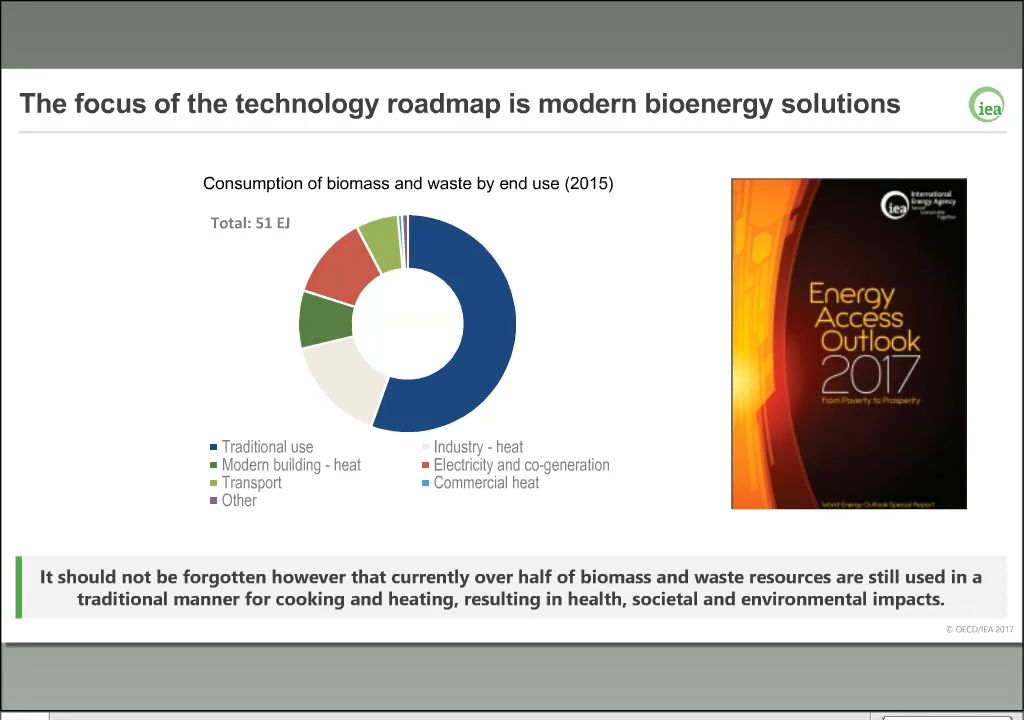 The focus of the technology roadmap is modern bioenergy solutions
iea
Consumption of biomass and waste by end use (2015)
Total: 51 EJ
Traditional use
Industry - heat
Modern building - heat
Electricity and co-generation
Transport
Commercial heat
Other
iea
International
Energy Agency
Secure
Sustainable
Together
Energy
Access
Outlook
2017
From Poverty to Prosperity
World Energy Outlook Special Report
It should not be forgotten however that currently over half of biomass and waste resources are still used in a
traditional manner for cooking and heating, resulting in health, societal and environmental impacts.
© OECD/IEA 2017